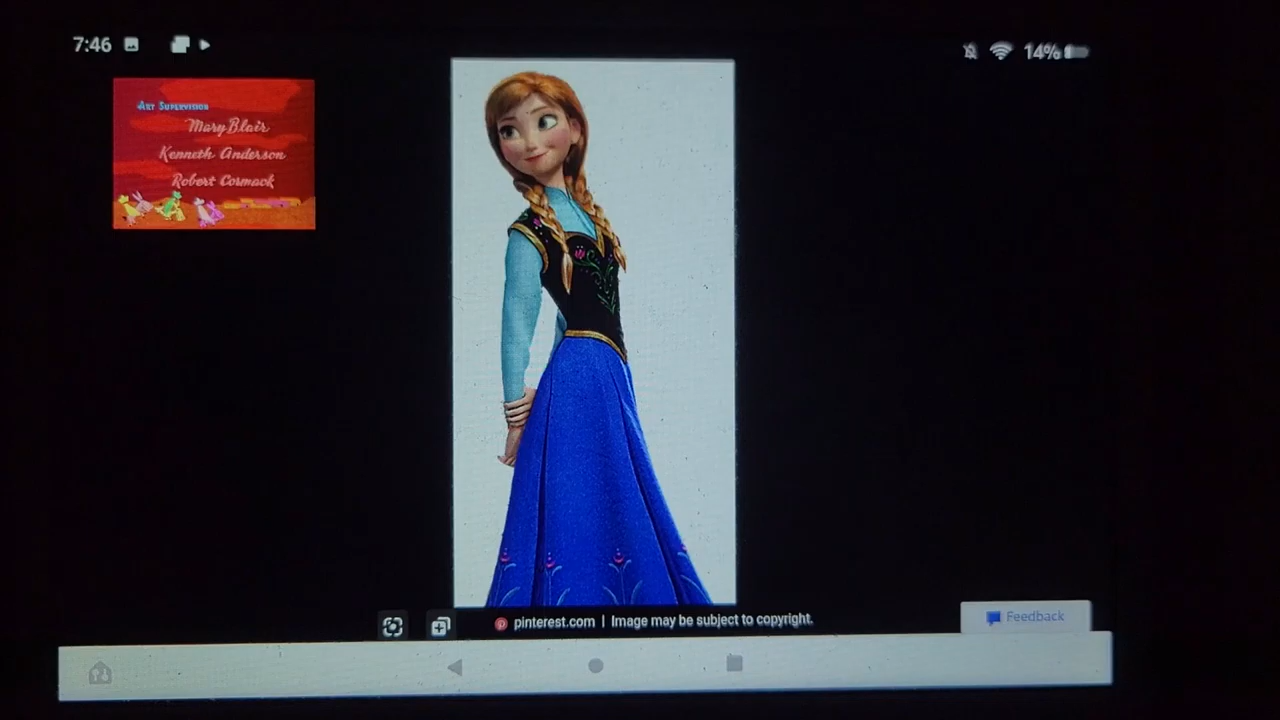 7:46
14%
Art Supervision
Mary Blair
Kenneth Anderson
Robert Cormack
pinterest.com | Image may be subject to copyright.
Feedback